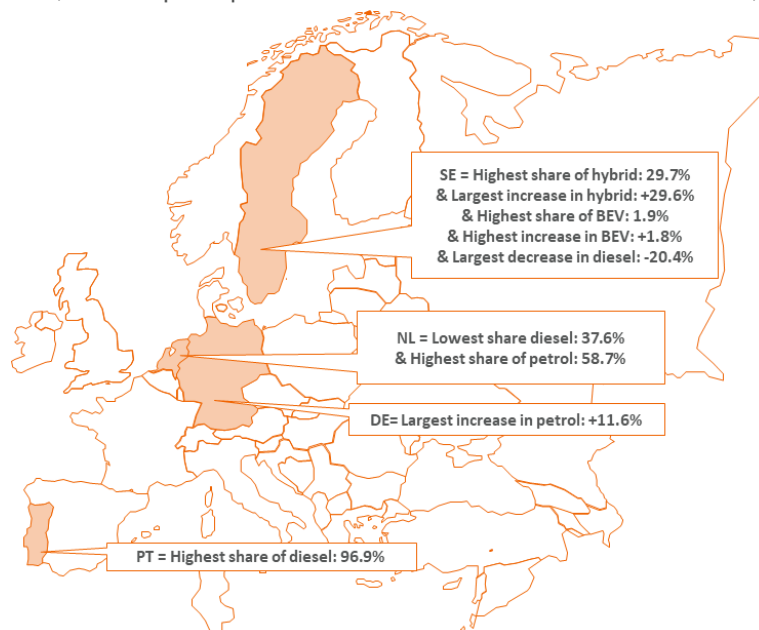 SE = Highest share of hybrid: 29.7%
& Largest increase in hybrid: +29.6%
& Highest share of BEV: 1.9%
& Highest increase in BEV: +1.8%
& Largest decrease in diesel: -20.4%
NL = Lowest share diesel: 37.6%
& Highest share of petrol: 58.7%
DE= Largest increase in petrol: +11.6%
PT = Highest share of diesel: 96.9%